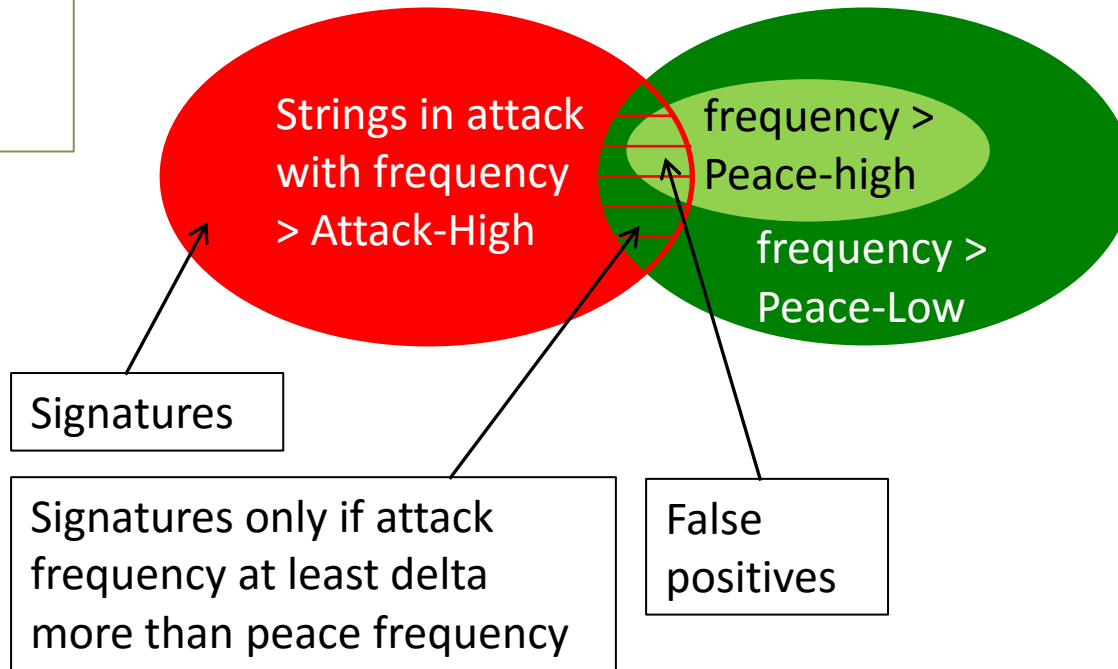 Strings in attack
with frequency
> Attack-High
frequency >
Peace-high
frequency >
Peace-Low
Signatures
Signatures only if attack
frequency at least delta
more than peace frequency
False
positives